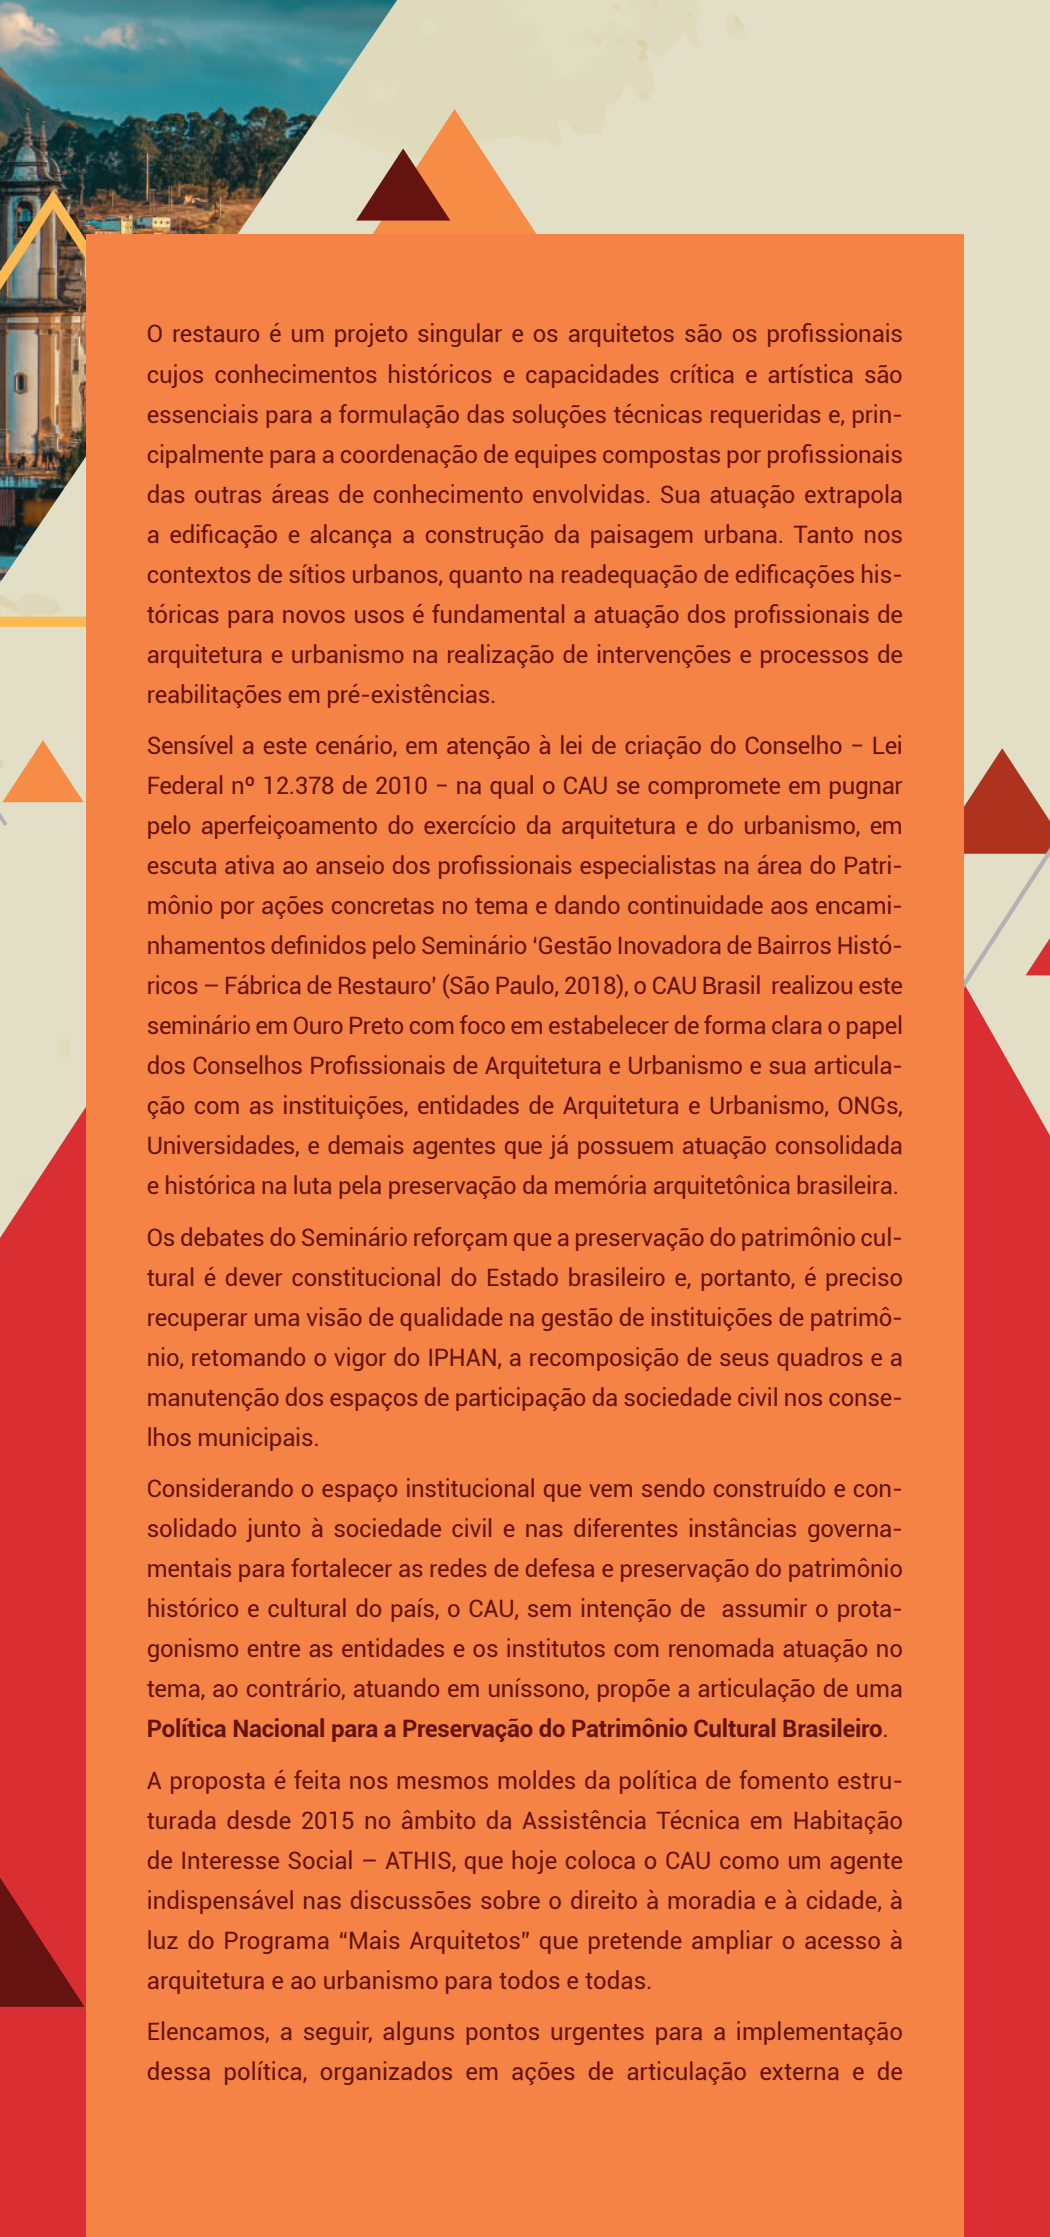 O restauro é um projeto singular e os arquitetos são os profissionais
cujos conhecimentos históricos e capacidades crítica e artística são
essenciais para a formulação das soluções técnicas requeridas e, prin-
cipalmente para a coordenação de equipes compostas por profissionais
das outras áreas de conhecimento envolvidas. Sua atuação extrapola
a edificação e alcança a construção da paisagem urbana. Tanto nos
contextos de sítios urbanos, quanto na readequação de edificações his-
tóricas para novos usos é fundamental a atuação dos profissionais de
arquitetura e urbanismo na realização de intervenções e processos de
reabilitações em pré-existências.
Sensível a este cenário, em atenção à lei de criação do Conselho – Lei
Federal nº 12.378 de 2010 – na qual o CAU se compromete em pugnar
pelo aperfeiçoamento do exercício da arquitetura e do urbanismo, em
escuta ativa ao anseio dos profissionais especialistas na área do Patri-
mônio por ações concretas no tema e dando continuidade aos encami-
nhamentos definidos pelo Seminário ‘Gestão Inovadora de Bairros Histó-
ricos – Fábrica de Restauro’ (São Paulo, 2018), o CAU Brasil realizou este
seminário em Ouro Preto com foco em estabelecer de forma clara o papel
dos Conselhos Profissionais de Arquitetura e Urbanismo e sua articula-
ção com as instituições, entidades de Arquitetura e Urbanismo, ONGs,
Universidades, e demais agentes que já possuem atuação consolidada
e histórica na luta pela preservação da memória arquitetônica brasileira.
Os debates do Seminário reforçam que a preservação do patrimônio cul-
tural é dever constitucional do Estado brasileiro e, portanto, é preciso
recuperar uma visão de qualidade na gestão de instituições de patrimô-
nio, retomando o vigor do IPHAN, a recomposição de seus quadros e a
manutenção dos espaços de participação da sociedade civil nos conse-
lhos municipais.
Considerando o espaço institucional que vem sendo construído e con-
solidado junto à sociedade civil e nas diferentes instâncias governa-
mentais para fortalecer as redes de defesa e preservação do patrimônio
histórico e cultural do país, o CAU, sem intenção de assumir o prota-
gonismo entre as entidades e os institutos com renomada atuação no
tema, ao contrário, atuando em uníssono, propõe a articulação de uma
Política Nacional para a Preservação do Patrimônio Cultural Brasileiro.
A proposta é feita nos mesmos moldes da política de fomento estru-
turada desde 2015 no âmbito da Assistência Técnica em Habitação
de Interesse Social – ATHIS, que hoje coloca o CAU como um agente
indispensável nas discussões sobre o direito à moradia e à cidade, à
luz do Programa “Mais Arquitetos” que pretende ampliar o acesso à
arquitetura e ao urbanismo para todos e todas.
Elencamos, a seguir, alguns pontos urgentes para a implementação
dessa política, organizados em ações de articulação externa e de